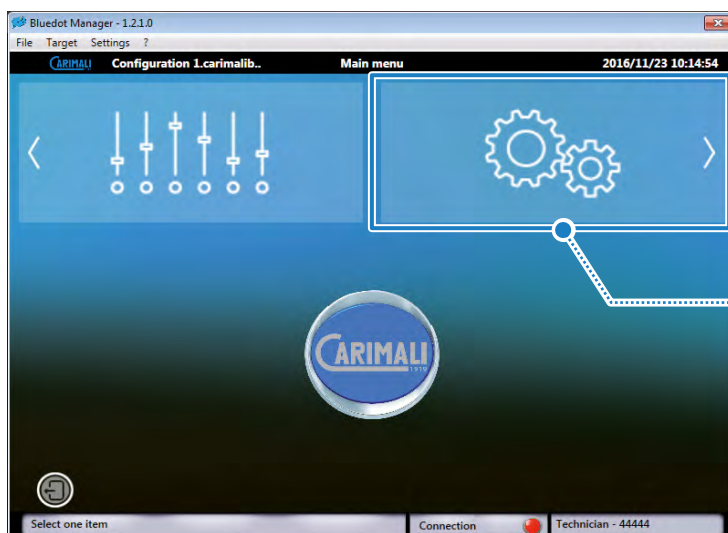 Bluedot Manager - 1.2.1.0
File Target Settings ?
CARIMALI Configuration 1.carimalib.. Main menu 2016/11/23 10:14:54
CARIMALI
1919
Select one item Connection Technician - 44444